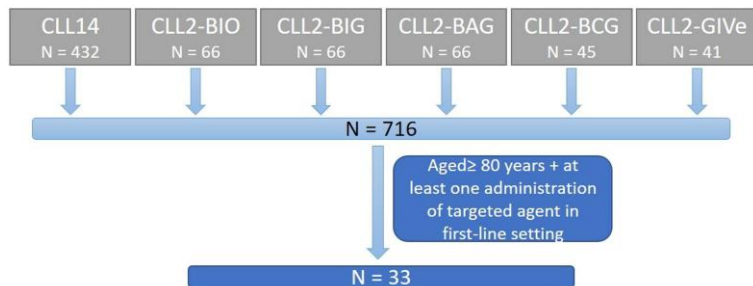 CLL14
N = 432
CLL2-BIO
N = 66
CLL2-BIG
N = 66
CLL2-BAG
N = 66
CLL2-BCG
N = 45
CLL2-GIVe
N = 41
N = 716
Aged≥ 80 years + at
least one administration
of targeted agent in
first-line setting
N = 33